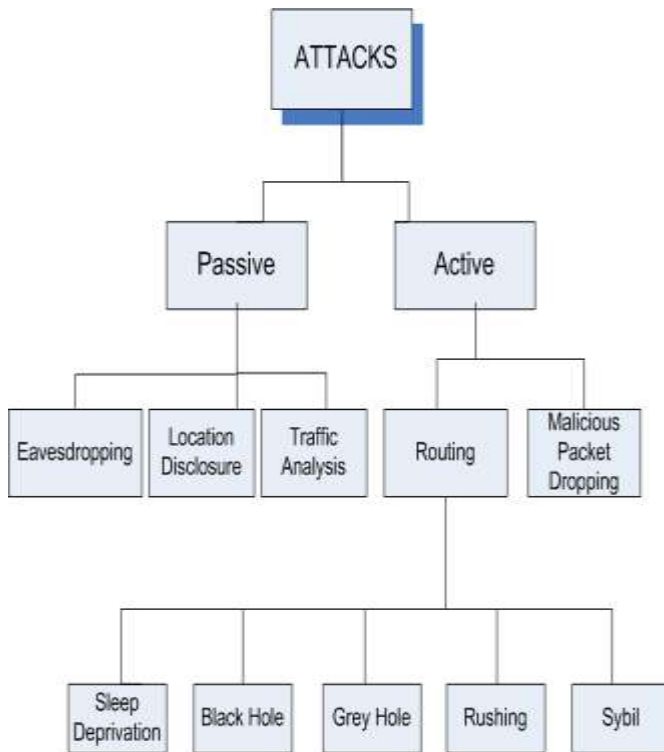 ATTACKS
Passive
Active
Eavesdropping
Location
Disclosure
Traffic
Analysis
Routing
Malicious
Packet
Dropping
Sleep
Deprivation
Black Hole
Grey Hole
Rushing
Sybil